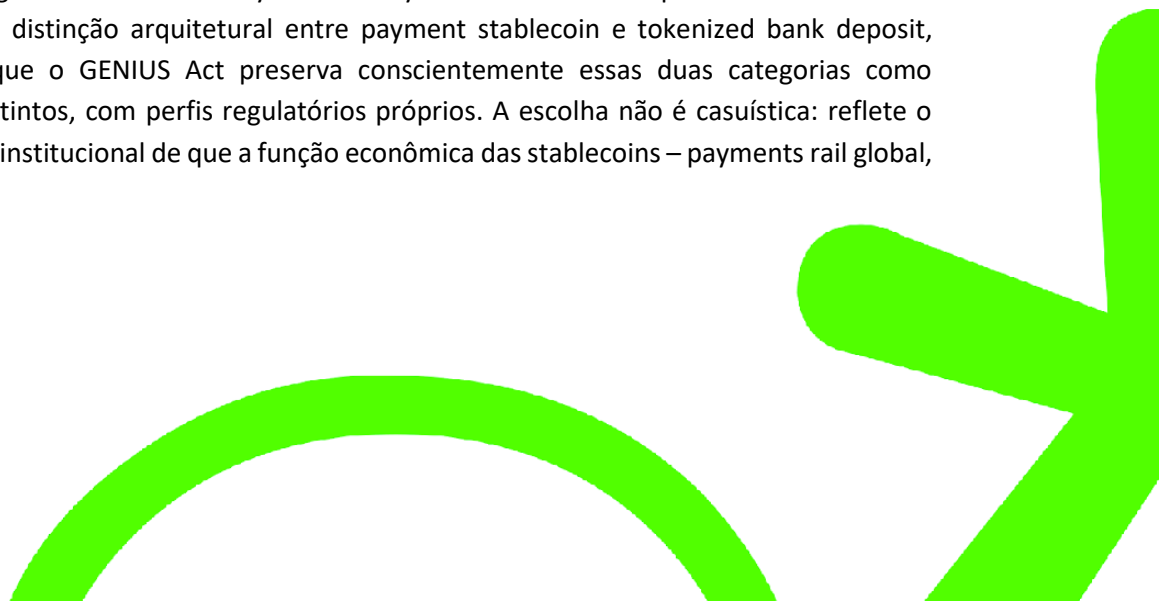 distinção arquitetural entre payment stablecoin e tokenized bank deposit,
que o GENIUS Act preserva conscientemente essas duas categorias como
tintos, com perfis regulatórios próprios. A escolha não é casuística: reflete o
institucional de que a função econômica das stablecoins – payments rail global,